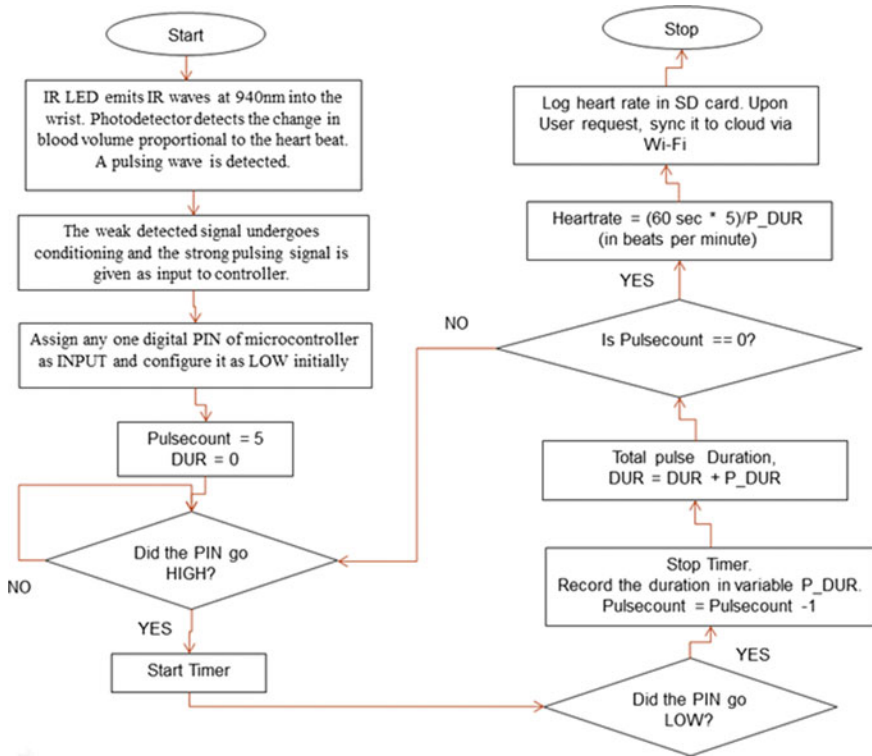 Start
IR LED emits IR waves at 940nm into the
wrist. Photodetector detects the change in
blood volume proportional to the heart beat.
A pulsing wave is detected.
The weak detected signal undergoes
conditioning and the strong pulsing signal is
given as input to controller.
Assign any one digital PIN of microcontroller
as INPUT and configure it as LOW initially
Pulsecount = 5
DUR = 0
Did the PIN go
HIGH?
NO
YES
Start Timer
Did the PIN go
LOW?
YES
Stop Timer.
Record the duration in variable P_DUR.
Pulsecount = Pulsecount -1
Total pulse Duration,
DUR = DUR + P_DUR
Is Pulsecount == 0?
NO
YES
Heartrate = (60 sec * 5)/P_DUR
(in beats per minute)
Log heart rate in SD card. Upon
User request, sync it to cloud via
Wi-Fi
Stop